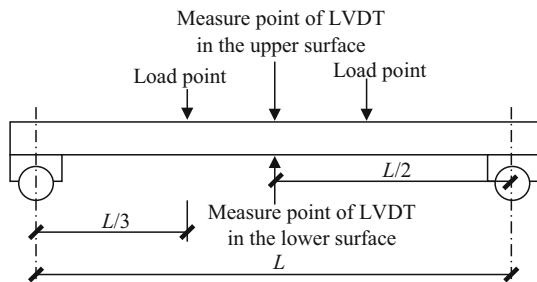 Measure point of LVDT
in the upper surface
Load point
Load point
L/2
L/3
Measure point of LVDT
in the lower surface
L